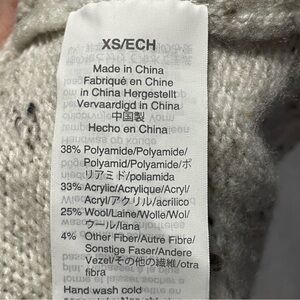 XS/ECH
Made in China
Fabriqué en Chine
in China Hergestellt
Vervaardigd in China
中国製
Hecho en China
38% Polyamide/Polyamide/
Polyamid/Polyamide/ポ
リアミド/poliamida
33% Acrylic/Acrylique/Acryl/
Acryl/アクリル/acrilico
25% Wool/Laine/Wolle/Wol/
ウール/lana
4% Other Fiber/Autre Fibre/
Sonstige Faser/Andere
Vezel/その他の繊維/otra
fibra
Hand wash cold